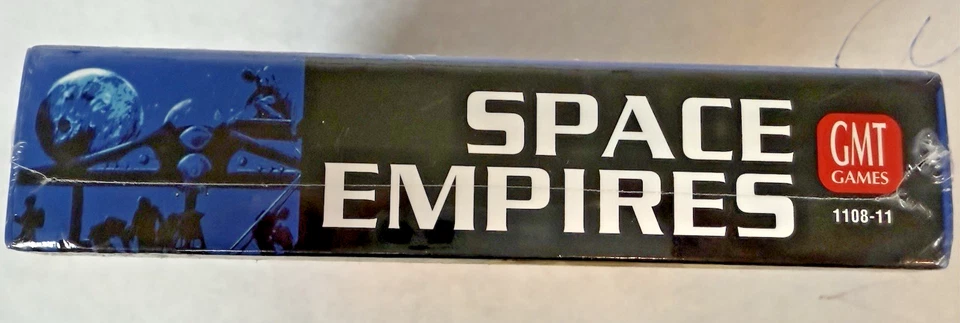 SPACE
EMPIRES
GMT
GAMES
1108-11